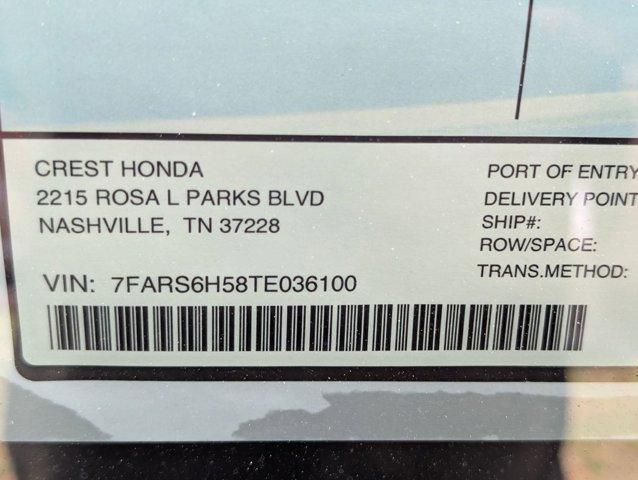 CREST HONDA
2215 ROSA L PARKS BLVD
NASHVILLE, TN 37228
VIN: 7FARS6H58TE036100
PORT OF ENTRY
DELIVERY POINT
SHIP#:
ROW/SPACE:
TRANS.METHOD: